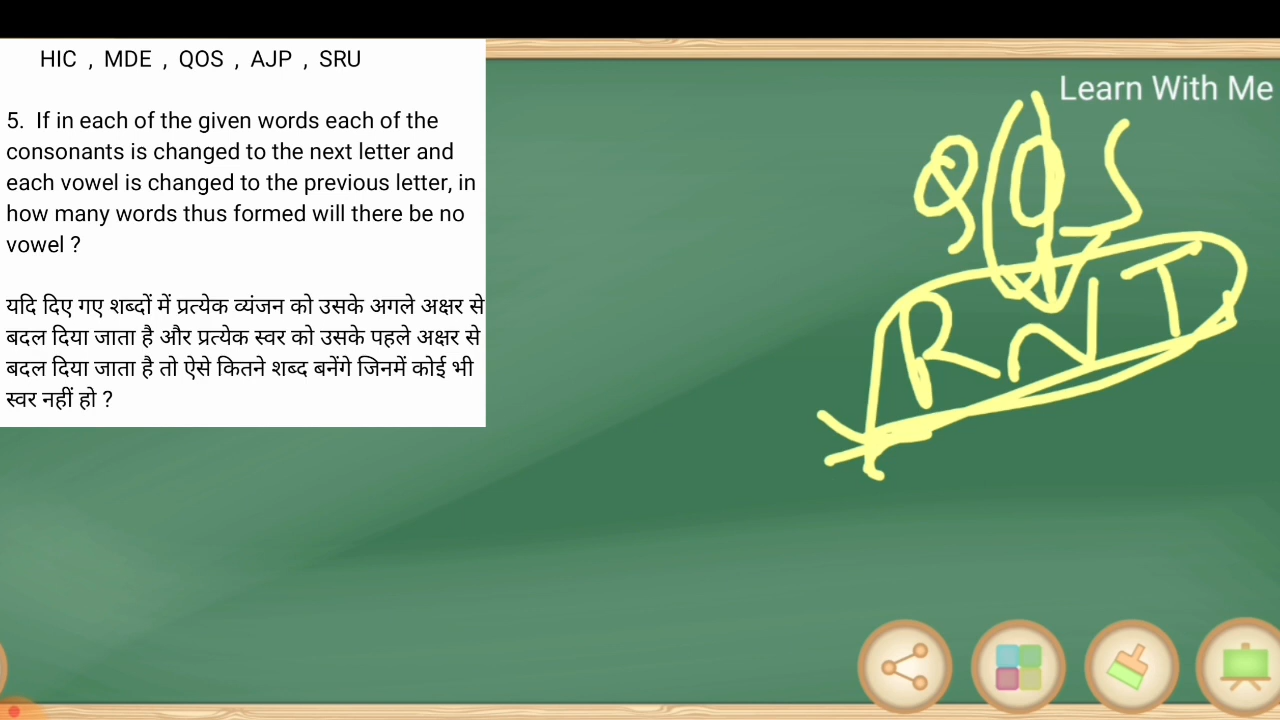 HIC , MDE , QOS , AJP , SRU
5. If in each of the given words each of the
consonants is changed to the next letter and
each vowel is changed to the previous letter, in
how many words thus formed will there be no
vowel ?
यदि दिए गए शब्दों में प्रत्येक व्यंजन को उसके अगले अक्षर से
बदल दिया जाता है और प्रत्येक स्वर को उसके पहले अक्षर से
बदल दिया जाता है तो ऐसे कितने शब्द बनेंगे जिनमें कोई भी
स्वर नहीं हो ?
Learn With Me
QOS
RNT